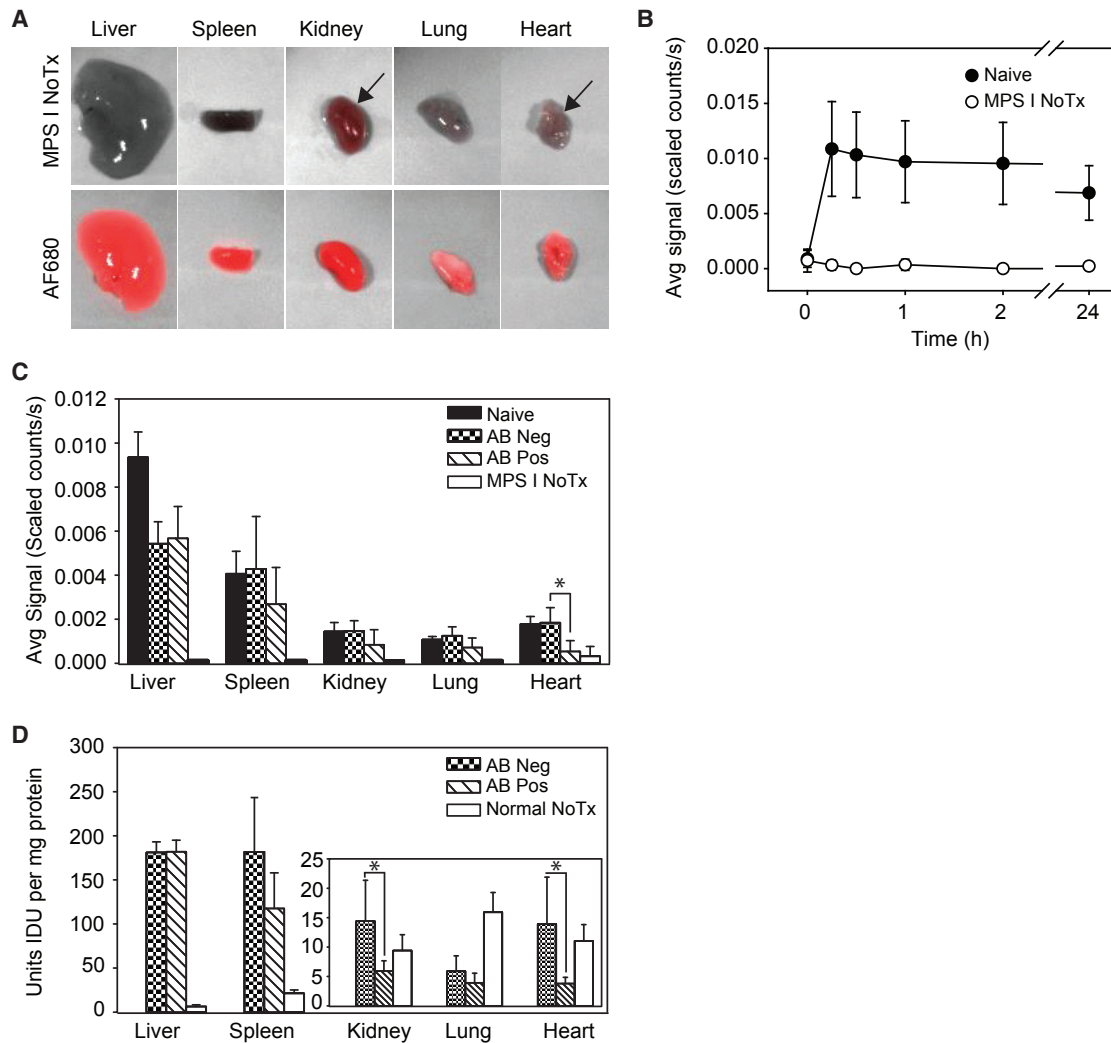 A
Liver Spleen Kidney Lung Heart
MPS I NoTx
AF680
B
Avg signal (scaled counts/s)
0.020
0.015
0.010
0.005
0.000
Naive
MPS I NoTx
0 1 2 24
Time (h)
C
Avg Signal (Scaled counts/s)
0.012
0.010
0.008
0.006
0.004
0.002
0.000
Naive
AB Neg
AB Pos
MPS I NoTx
*
Liver Spleen Kidney Lung Heart
D
Units IDU per mg protein
300
250
200
150
100
50
0
AB Neg
AB Pos
Normal NoTx
25
20
15
10
5
0
* *
Liver Spleen Kidney Lung Heart